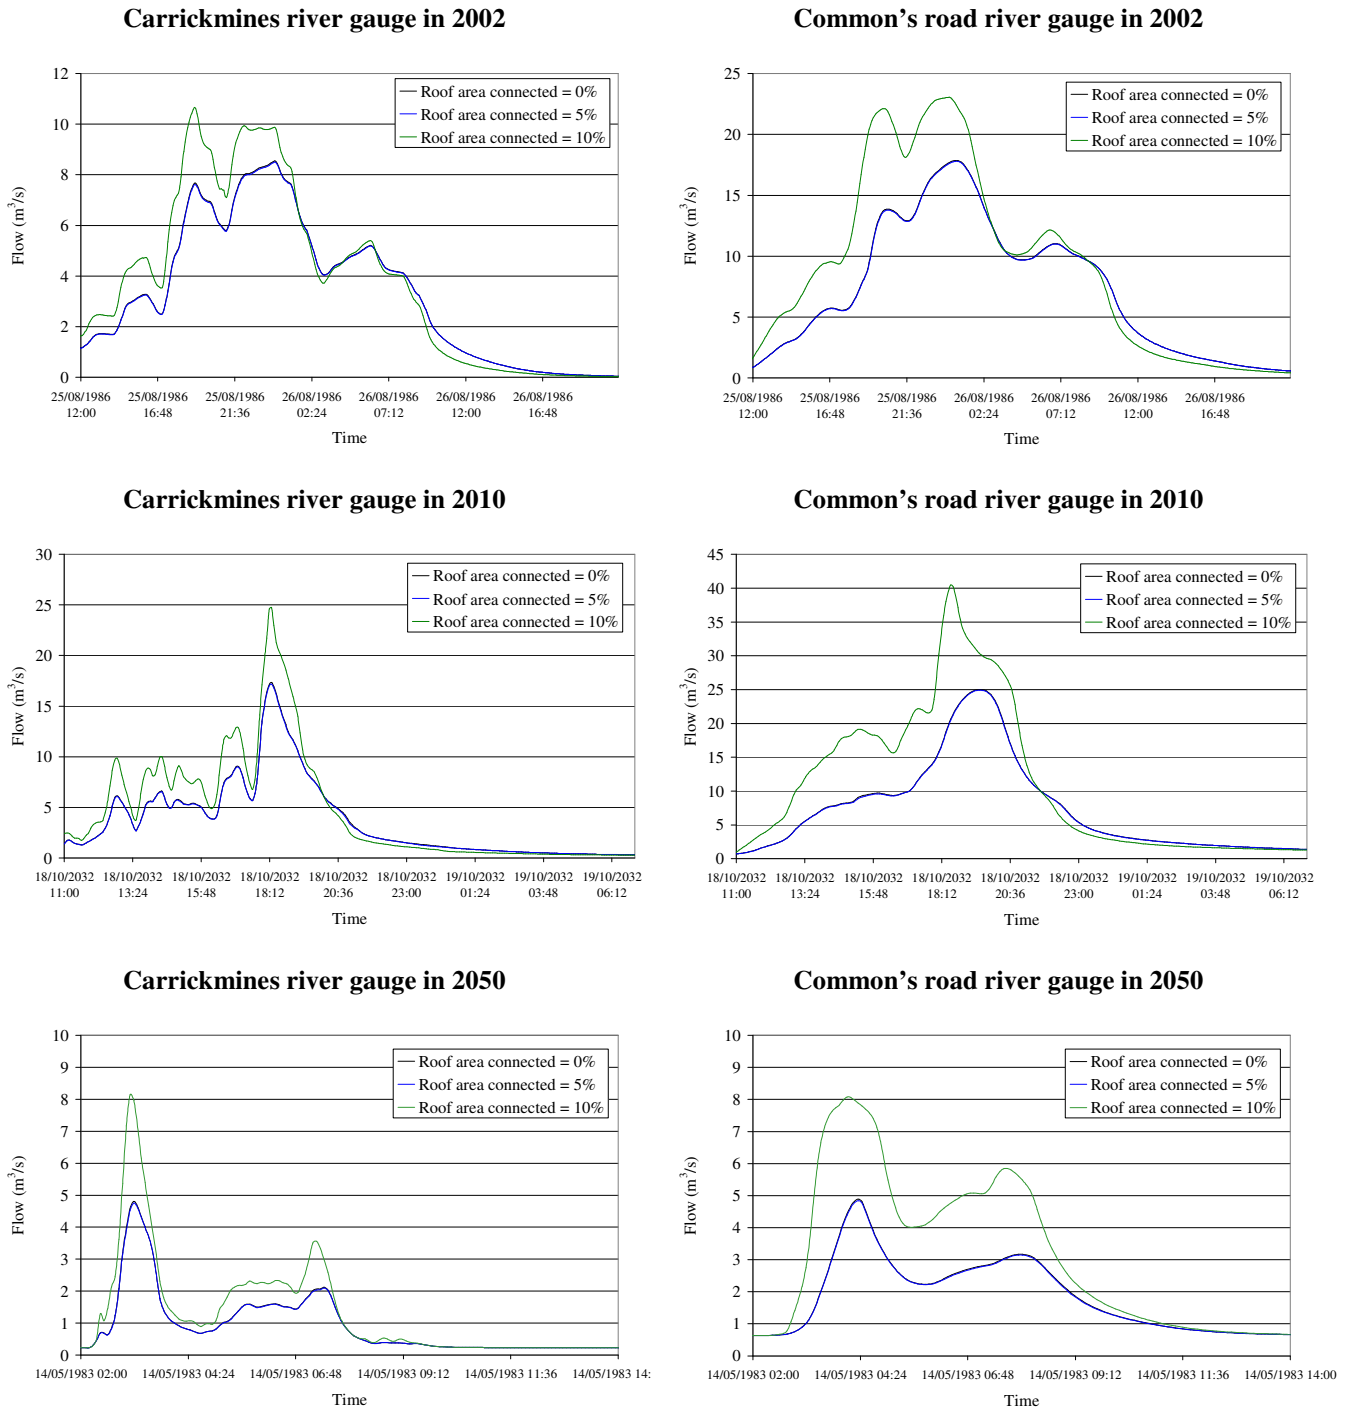 Carrickmines river gauge in 2002
12
10
8
6
4
2
0
Flow (m³/s)
Roof area connected = 0%
Roof area connected = 5%
Roof area connected = 10%
25/08/1986 25/08/1986 25/08/1986 26/08/1986 26/08/1986 26/08/1986 26/08/1986
12:00 16:48 21:36 02:24 07:12 12:00 16:48
Time
Common's road river gauge in 2002
25
20
15
10
5
0
Flow (m³/s)
Roof area connected = 0%
Roof area connected = 5%
Roof area connected = 10%
25/08/1986 25/08/1986 25/08/1986 26/08/1986 26/08/1986 26/08/1986 26/08/1986
12:00 16:48 21:36 02:24 07:12 12:00 16:48
Time
Carrickmines river gauge in 2010
30
25
20
15
10
5
0
Flow (m³/s)
Roof area connected = 0%
Roof area connected = 5%
Roof area connected = 10%
18/10/2032 18/10/2032 18/10/2032 18/10/2032 18/10/2032 18/10/2032 19/10/2032 19/10/2032 19/10/2032
11:00 13:24 15:48 18:12 20:36 23:00 01:24 03:48 06:12
Time
Common's road river gauge in 2010
45
40
35
30
25
20
15
10
5
0
Flow (m³/s)
Roof area connected = 0%
Roof area connected = 5%
Roof area connected = 10%
18/10/2032 18/10/2032 18/10/2032 18/10/2032 18/10/2032 18/10/2032 19/10/2032 19/10/2032 19/10/2032
11:00 13:24 15:48 18:12 20:36 23:00 01:24 03:48 06:12
Time
Carrickmines river gauge in 2050
10
9
8
7
6
5
4
3
2
1
0
Flow (m³/s)
Roof area connected = 0%
Roof area connected = 5%
Roof area connected = 10%
14/05/1983 02:00 14/05/1983 04:24 14/05/1983 06:48 14/05/1983 09:12 14/05/1983 11:36 14/05/1983 14:
Time
Common's road river gauge in 2050
10
9
8
7
6
5
4
3
2
1
0
Flow (m³/s)
Roof area connected = 0%
Roof area connected = 5%
Roof area connected = 10%
14/05/1983 02:00 14/05/1983 04:24 14/05/1983 06:48 14/05/1983 09:12 14/05/1983 11:36 14/05/1983 14:00
Time